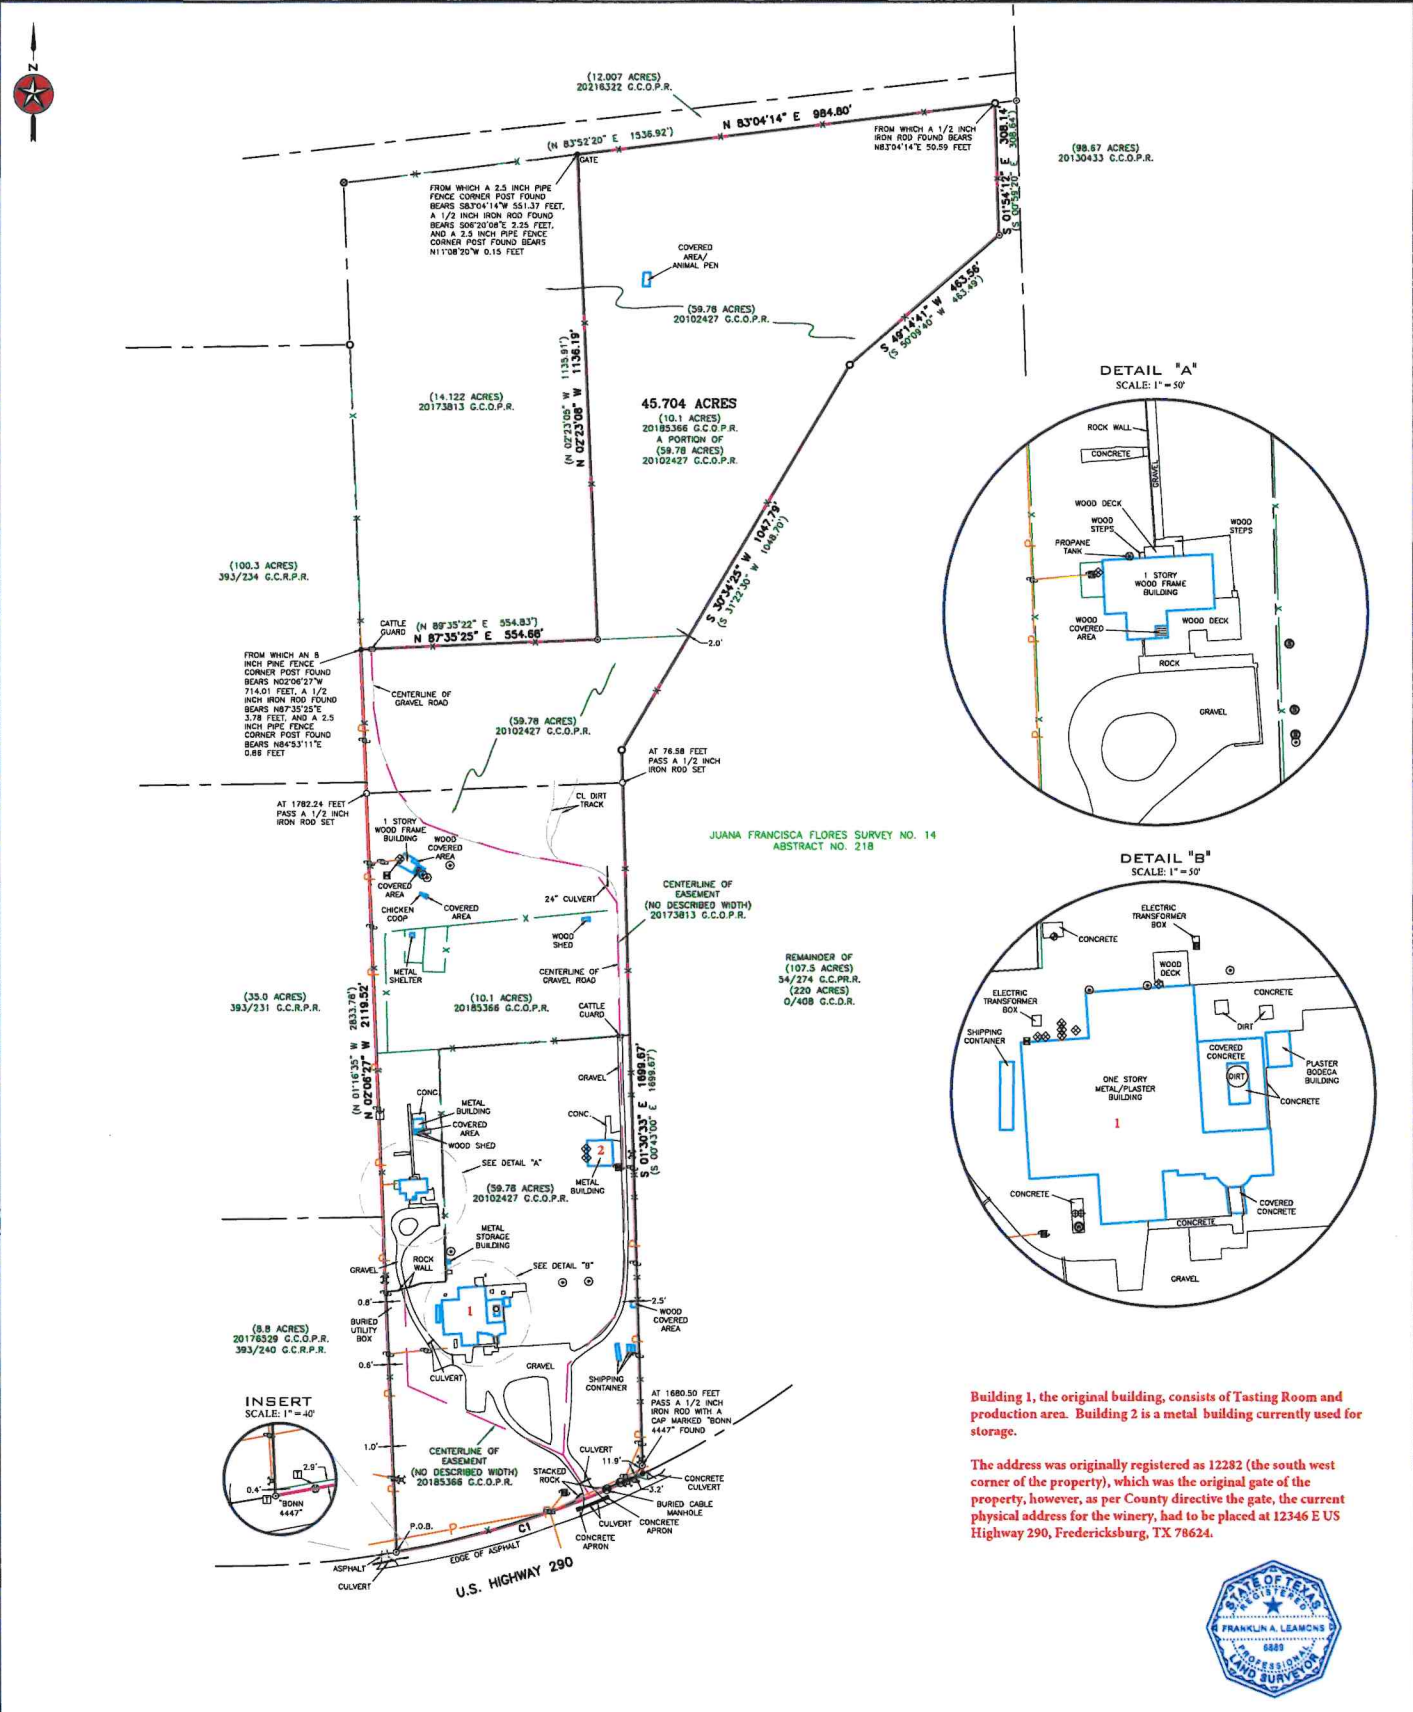 N
(12.007 ACRES)
20216322 G.C.O.P.R.
(N 83°52'20" E 1536.92')
N 83°04'14" E 984.80'
GATE
FROM WHICH A 1/2 INCH
IRON ROD FOUND BEARS
N83°04'14"E 50.59 FEET
S 01°54'12" E 308.14'
(S 00°59'20" E 308.64')
(98.67 ACRES)
20130433 G.C.O.P.R.
FROM WHICH A 2.5 INCH PIPE
FENCE CORNER POST FOUND
BEARS S83°04'14"W 551.37 FEET,
A 1/2 INCH IRON ROD FOUND
BEARS S06°20'08"E 2.25 FEET,
AND A 2.5 INCH PIPE FENCE
CORNER POST FOUND BEARS
N11°08'20"W 0.15 FEET
COVERED
AREA/
ANIMAL PEN
(59.78 ACRES)
20102427 G.C.O.P.R.
S 49°14'41" W 463.56'
(S 50°09'40" W 463.49')
(N 02°23'05" W 1135.91')
N 02°23'08" W 1136.19'
(14.122 ACRES)
20173813 G.C.O.P.R.
45.704 ACRES
(10.1 ACRES)
20185366 G.C.O.P.R.
A PORTION OF
(59.78 ACRES)
20102427 G.C.O.P.R.
S 30°34'25" W 1047.79'
(S 31°22'30" W 1048.70')
(100.3 ACRES)
393/234 G.C.R.P.R.
CATTLE
GUARD
(N 89°35'22" E 554.83')
N 87°35'25" E 554.66'
2.0'
FROM WHICH AN 8
INCH PINE FENCE
CORNER POST FOUND
BEARS N02°06'27"W
714.01 FEET, A 1/2
INCH IRON ROD FOUND
BEARS N87°35'25"E
3.78 FEET, AND A 2.5
INCH PIPE FENCE
CORNER POST FOUND
BEARS N84°53'11"E
0.86 FEET
CENTERLINE OF
GRAVEL ROAD
(59.78 ACRES)
20102427 G.C.O.P.R.
AT 76.58 FEET
PASS A 1/2 INCH
IRON ROD SET
AT 1782.24 FEET
PASS A 1/2 INCH
IRON ROD SET
CL DIRT
TRACK
1 STORY
WOOD FRAME
BUILDING
WOOD
COVERED
AREA
COVERED
AREA
CHICKEN
COOP
COVERED
AREA
24" CULVERT
WOOD
SHED
METAL
SHELTER
JUANA FRANCISCA FLORES SURVEY NO. 14
ABSTRACT NO. 218
CENTERLINE OF
EASEMENT
(NO DESCRIBED WIDTH)
20173813 G.C.O.P.R.
CENTERLINE OF
GRAVEL ROAD
REMAINDER OF
(107.5 ACRES)
54/274 G.C.PR.R.
(220 ACRES)
O/408 G.C.D.R.
(35.0 ACRES)
393/231 G.C.R.P.R.
(10.1 ACRES)
20185366 G.C.O.P.R.
CATTLE
GUARD
(N 01°16'35" W 2833.78')
N 02°06'27" W 2119.52'
S 01°30'33" E 1699.67'
(S 00°43'00" E 1699.67')
GRAVEL
CONC.
METAL
BUILDING
COVERED
AREA
WOOD SHED
CONC.
2
METAL
BUILDING
SEE DETAIL "A"
(59.78 ACRES)
20102427 G.C.O.P.R.
METAL
STORAGE
BUILDING
GRAVEL
ROCK
WALL
SEE DETAIL "B"
1
0.8'
BURIED
UTILITY
BOX
0.6'
2.5'
WOOD
COVERED
AREA
CULVERT
GRAVEL
SHIPPING
CONTAINER
(8.8 ACRES)
20176529 G.C.O.P.R.
393/240 G.C.R.P.R.
AT 1680.50 FEET
PASS A 1/2 INCH
IRON ROD WITH A
CAP MARKED "BONN
4447" FOUND
1.0'
CENTERLINE OF
EASEMENT
(NO DESCRIBED WIDTH)
20185366 G.C.O.P.R.
CULVERT
11.9'
STACKED
ROCK
CONCRETE
CULVERT
3.2'
BURIED CABLE
MANHOLE
CONCRETE
APRON
CULVERT
CONCRETE
APRON
P.O.B.
C1
EDGE OF ASPHALT
ASPHALT
CULVERT
U.S. HIGHWAY 290
INSERT
SCALE: 1" = 40'
2.9'
0.4'
"BONN
4447"
DETAIL "A"
SCALE: 1" = 50'
ROCK WALL
CONCRETE
GRAVEL
WOOD DECK
WOOD
STEPS
WOOD
STEPS
PROPANE
TANK
1 STORY
WOOD FRAME
BUILDING
WOOD
COVERED
AREA
WOOD DECK
ROCK
GRAVEL
DETAIL "B"
SCALE: 1" = 50'
ELECTRIC
TRANSFORMER
BOX
CONCRETE
WOOD
DECK
ELECTRIC
TRANSFORMER
BOX
CONCRETE
DIRT
SHIPPING
CONTAINER
COVERED
CONCRETE
DIRT
PLASTER
BODEGA
BUILDING
CONCRETE
ONE STORY
METAL/PLASTER
BUILDING
1
CONCRETE
COVERED
CONCRETE
CONCRETE
GRAVEL
Building 1, the original building, consists of Tasting Room and
production area. Building 2 is a metal building currently used for
storage.
The address was originally registered as 12282 (the south west
corner of the property), which was the original gate of the
property, however, as per County directive the gate, the current
physical address for the winery, had to be placed at 12346 E US
Highway 290, Fredericksburg, TX 78624.
STATE OF TEXAS
REGISTERED
FRANKLIN A. LEAMONS
6889
PROFESSIONAL
LAND SURVEYOR